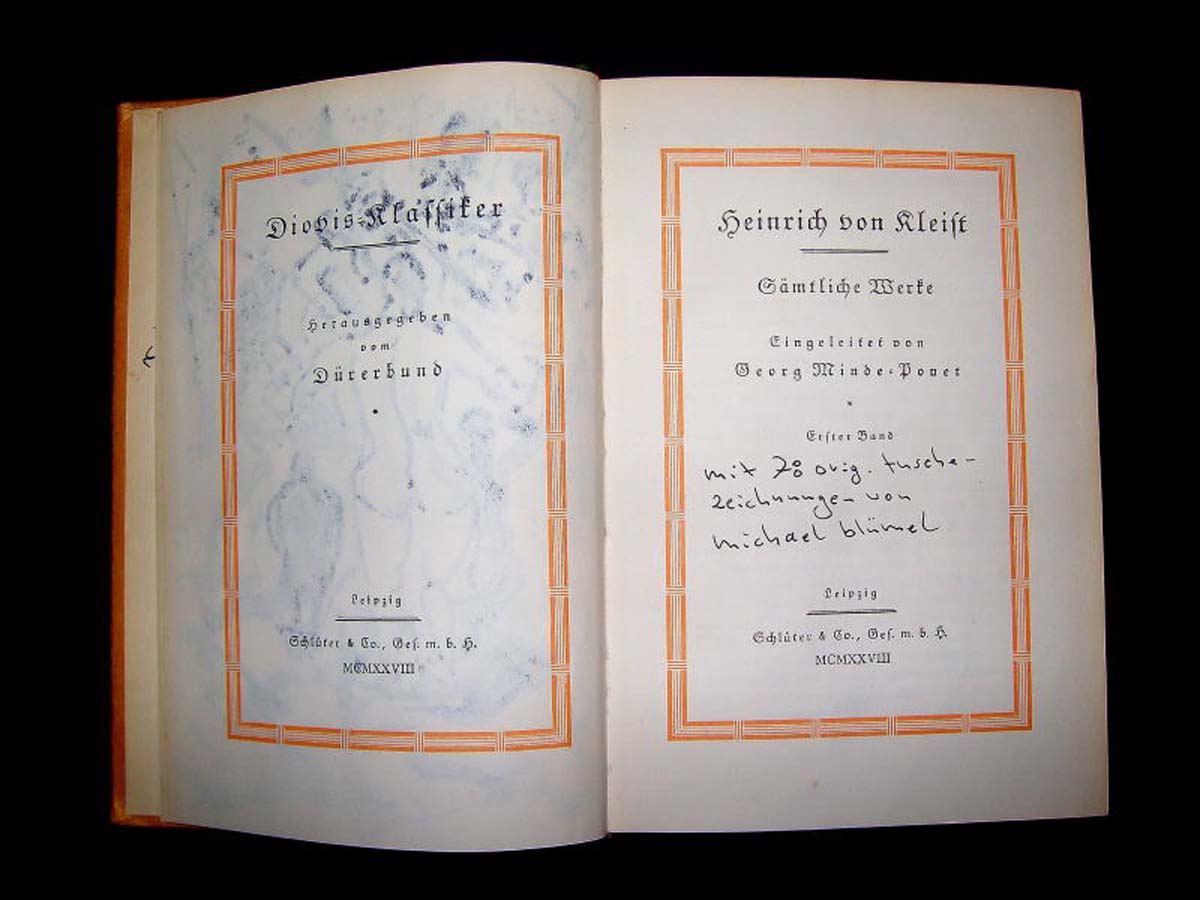 Diovis-Klassiker
Herausgegeben
vom
Dürerbund
Leipzig
Schlüter & Co., Ges. m. b. H.
MCMXXVIII
Heinrich von Kleist
Sämtliche Werke
Eingeleitet von
Georg Minde-Pouet
Erster Band
mit 78 orig. tusche-
zeichnungen von
michael blümel
Leipzig
Schlüter & Co., Ges. m. b. H.
MCMXXVIII